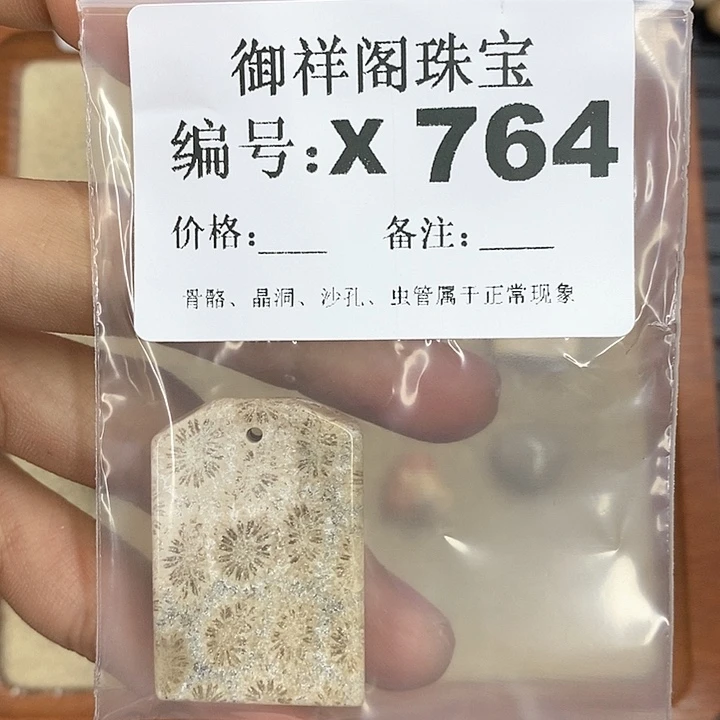 御祥阁珠宝
编号:X 764
价格:____ 备注:____
骨骼、晶洞、沙孔、虫管属于正常现象